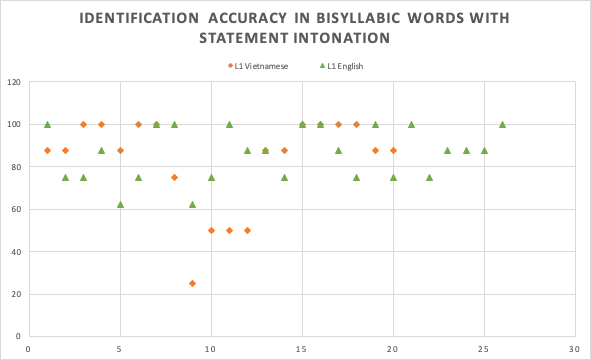 IDENTIFICATION ACCURACY IN BISYLLABIC WORDS WITH
STATEMENT INTONATION
L1 Vietnamese L1 English
120
100
80
60
40
20
0
0 5 10 15 20 25 30